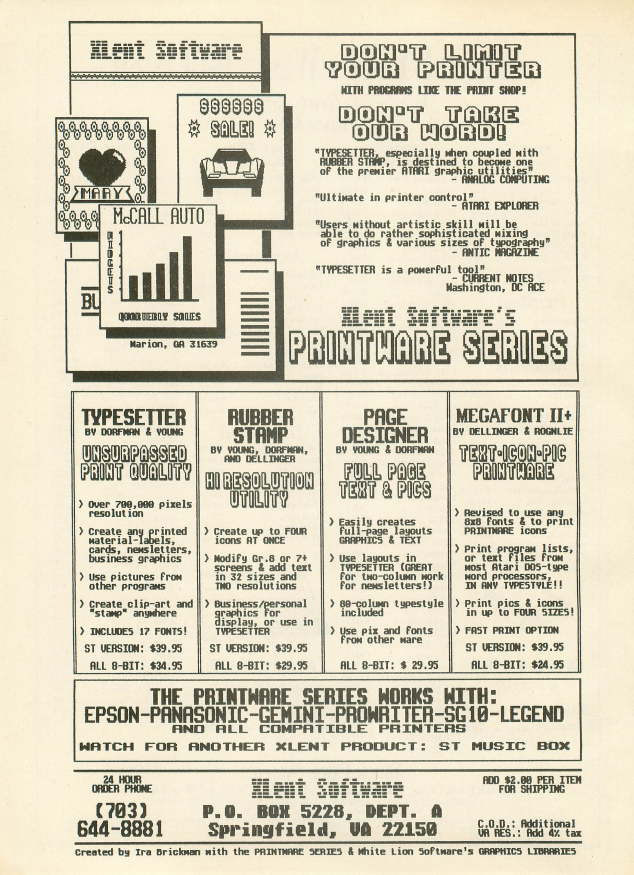 XLent Software
$$$$$$
SALE!
MARY
McCALL AUTO
WIDGETS
QUARTERLY SALES
BU
Marion, GA 31639
DON'T LIMIT
YOUR PRINTER
WITH PROGRAMS LIKE THE PRINT SHOP!
DON'T TAKE
OUR WORD!
"TYPESETTER, especially when coupled with
RUBBER STAMP, is destined to become one
of the premier ATARI graphic utilities"
- ANALOG COMPUTING
"Ultimate in printer control"
- ATARI EXPLORER
"Users without artistic skill will be
able to do rather sophisticated mixing
of graphics & various sizes of typography"
- ANTIC MAGAZINE
"TYPESETTER is a powerful tool"
- CURRENT NOTES
Washington, DC ACE
XLent Software's
PRINTWARE SERIES
TYPESETTER
BY DORFMAN & YOUNG
UNSURPASSED
PRINT QUALITY
> Over 700,000 pixels
resolution
> Create any printed
material-labels,
cards, newsletters,
business graphics
> Use pictures from
other programs
> Create clip-art and
"stamp" anywhere
> INCLUDES 17 FONTS!
ST VERSION: $39.95
ALL 8-BIT: $34.95
RUBBER
STAMP
BY YOUNG, DORFMAN,
AND DELLINGER
HI RESOLUTION
UTILITY
> Create up to FOUR
icons AT ONCE
> Modify Gr.8 or 7+
screens & add text
in 32 sizes and
TWO resolutions
> Business/personal
graphics for
display, or use in
TYPESETTER
ST VERSION: $39.95
ALL 8-BIT: $29.95
PAGE
DESIGNER
BY YOUNG & DORFMAN
FULL PAGE
TEXT & PICS
> Easily creates
full-page layouts
GRAPHICS & TEXT
> Use layouts in
TYPESETTER (GREAT
for two-column work
for newsletters!)
> 80-column typestyle
included
> Use pix and fonts
from other ware
ALL 8-BIT: $ 29.95
MEGAFONT II+
BY DELLINGER & ROGNLIE
TEXT-ICON-PIC
PRINTWARE
> Revised to use any
8x8 fonts & to print
PRINTWARE icons
> Print program lists,
or text files from
most Atari DOS-type
word processors,
IN ANY TYPESTYLE!!
> Print pics & icons
in up to FOUR SIZES!
> FAST PRINT OPTION
ST VERSION: $39.95
ALL 8-BIT: $24.95
THE PRINTWARE SERIES WORKS WITH:
EPSON-PANASONIC-GEMINI-PROWRITER-SG10-LEGEND
AND ALL COMPATIBLE PRINTERS
WATCH FOR ANOTHER XLENT PRODUCT: ST MUSIC BOX
24 HOUR
ORDER PHONE
(703)
644-8881
XLent Software
P.O. BOX 5228, DEPT. A
Springfield, VA 22150
ADD $2.00 PER ITEM
FOR SHIPPING
C.O.D.: Additional
VA RES.: Add 4% tax
Created by Ira Brickman with the PRINTWARE SERIES & White Lion Software's GRAPHICS LIBRARIES